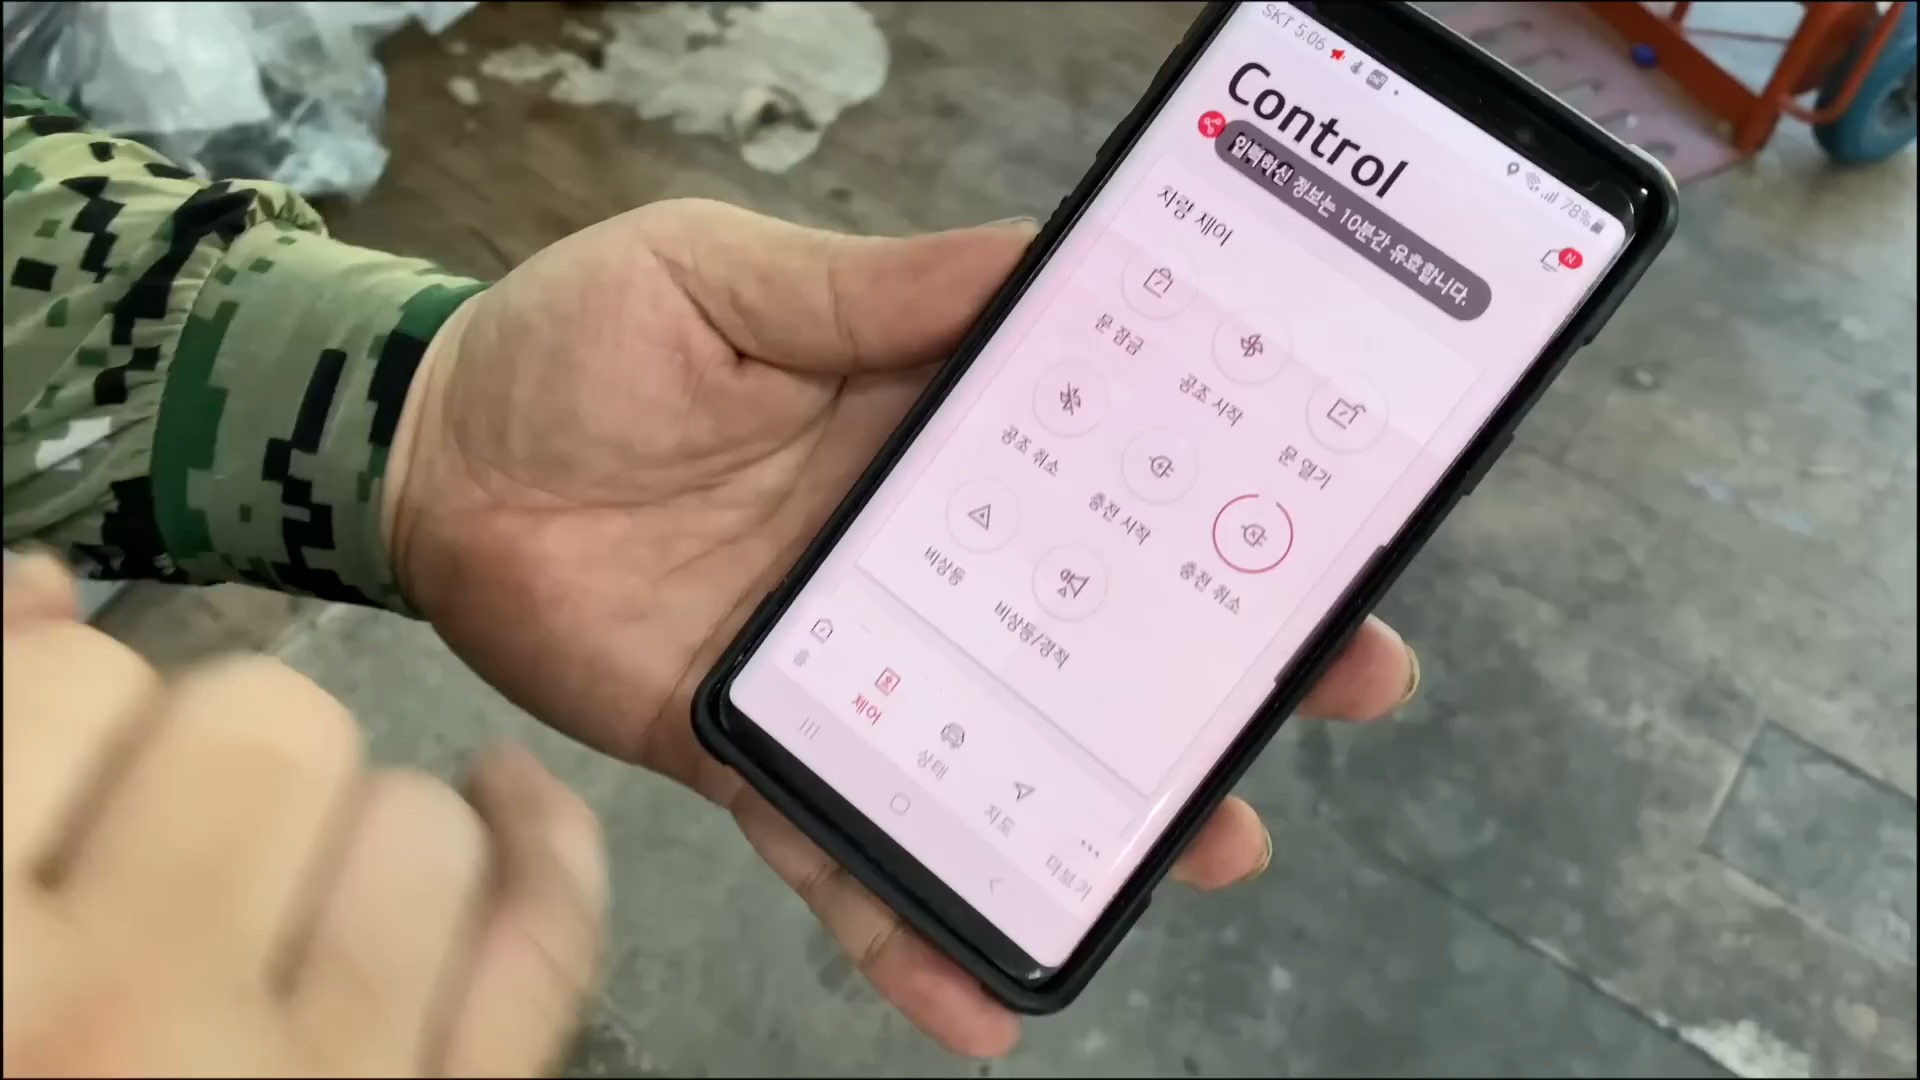 SKT 5:06
78%
Control
N
입력하신 정보는 10분간 유효합니다.
차량 제어
문 잠금
공조 시작
문 열기
공조 취소
충전 시작
충전 취소
비상등
비상등/경적
홈
제어
상태
지도
더보기